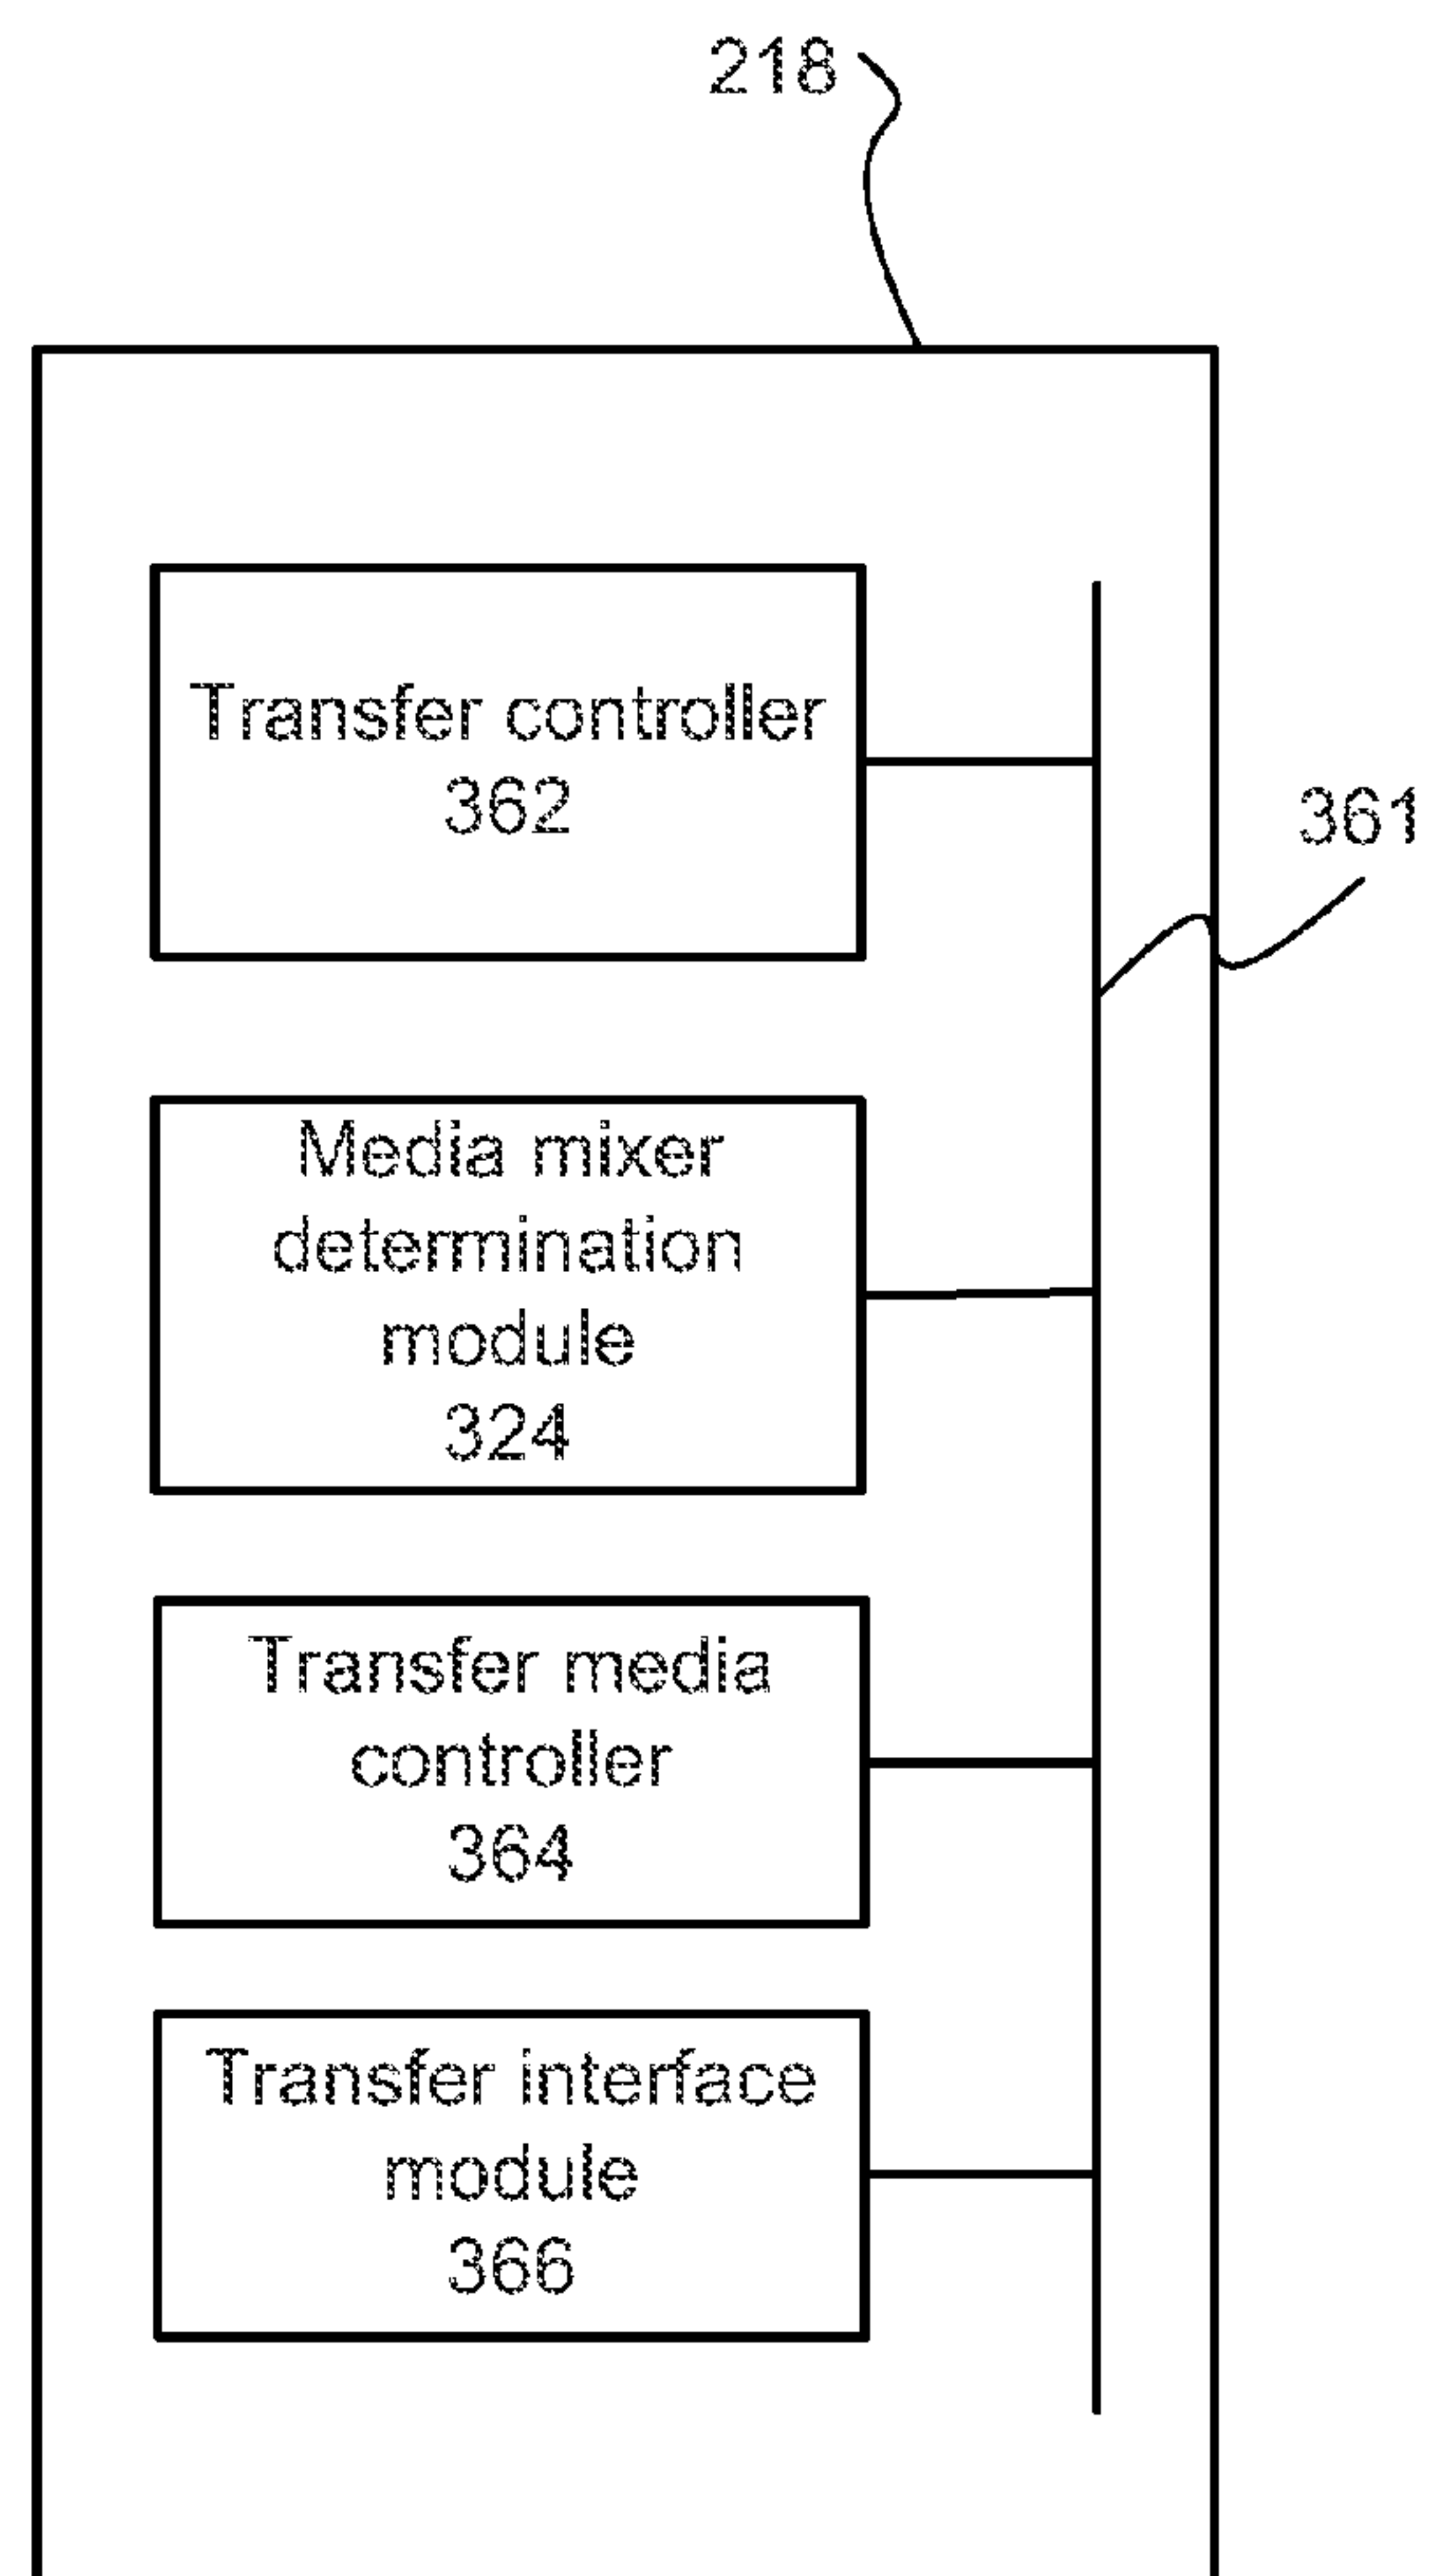 218
Transfer controller
362
361
Media mixer
determination
module
324
Transfer media
controller
364
Transfer interface
module
366